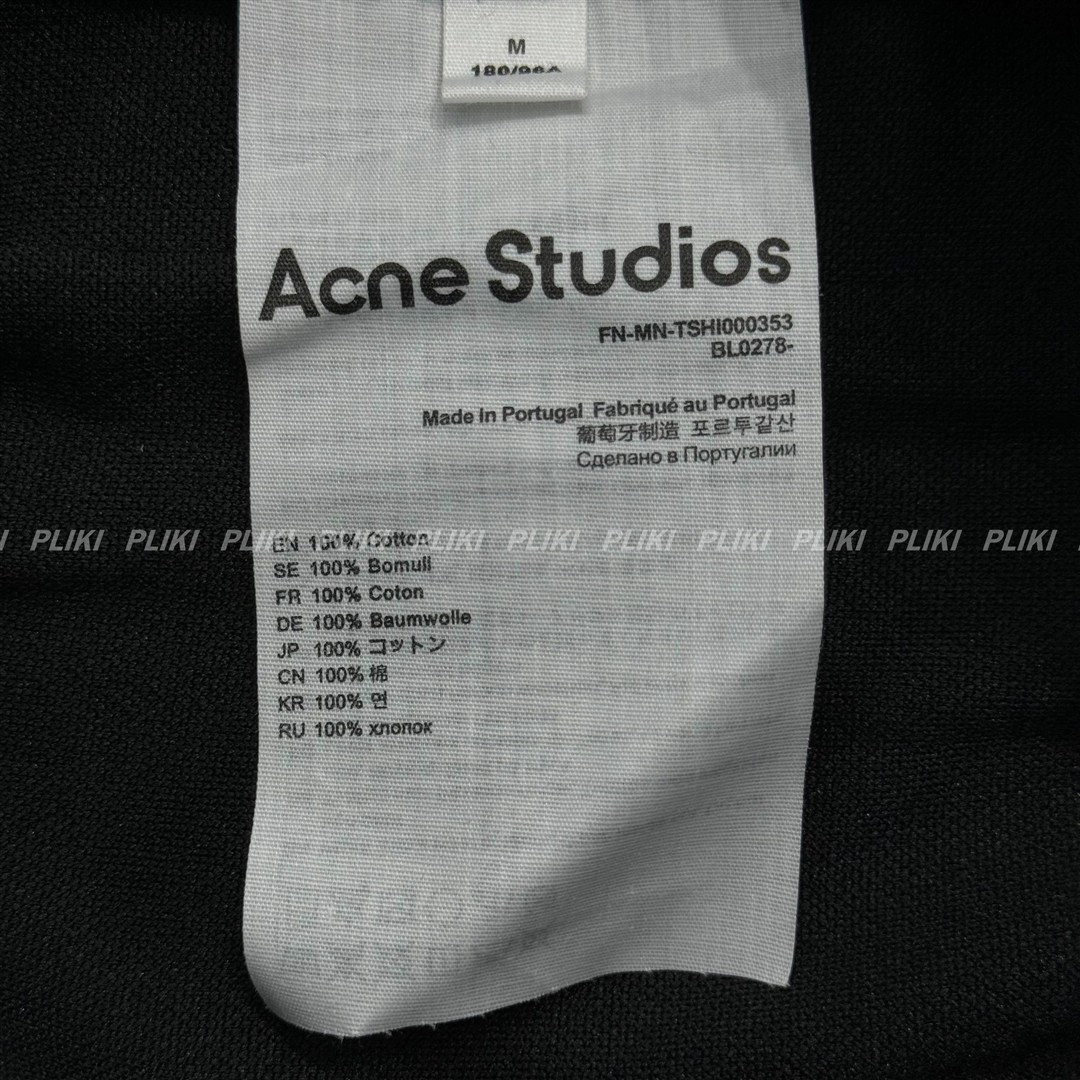 M
Acne Studios
FN-MN-TSHI000353
BL0278-
Made in Portugal Fabriqué au Portugal
葡萄牙制造 포르투갈산
Сделано в Португалии
PLIKI PLIKI PLIKI PLIKI PLIKI PLIKI PLIKI PLIKI PLIKI PLIKI
EN 100% Cotton
SE 100% Bomull
FR 100% Coton
DE 100% Baumwolle
JP 100% コットン
CN 100% 棉
KR 100% 면
RU 100% хлопок